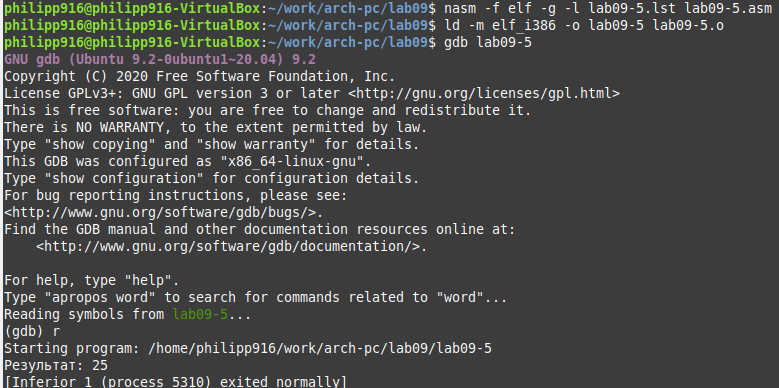 philipp916@philipp916-VirtualBox:~/work/arch-pc/lab09$ nasm -f elf -g -l lab09-5.lst lab09-5.asm
philipp916@philipp916-VirtualBox:~/work/arch-pc/lab09$ ld -m elf_i386 -o lab09-5 lab09-5.o
philipp916@philipp916-VirtualBox:~/work/arch-pc/lab09$ gdb lab09-5
GNU gdb (Ubuntu 9.2-0ubuntu1~20.04) 9.2
Copyright (C) 2020 Free Software Foundation, Inc.
License GPLv3+: GNU GPL version 3 or later <http://gnu.org/licenses/gpl.html>
This is free software: you are free to change and redistribute it.
There is NO WARRANTY, to the extent permitted by law.
Type "show copying" and "show warranty" for details.
This GDB was configured as "x86_64-linux-gnu".
Type "show configuration" for configuration details.
For bug reporting instructions, please see:
<http://www.gnu.org/software/gdb/bugs/>.
Find the GDB manual and other documentation resources online at:
    <http://www.gnu.org/software/gdb/documentation/>.

For help, type "help".
Type "apropos word" to search for commands related to "word"...
Reading symbols from lab09-5...
(gdb) r
Starting program: /home/philipp916/work/arch-pc/lab09/lab09-5
Результат: 25
[Inferior 1 (process 5310) exited normally]